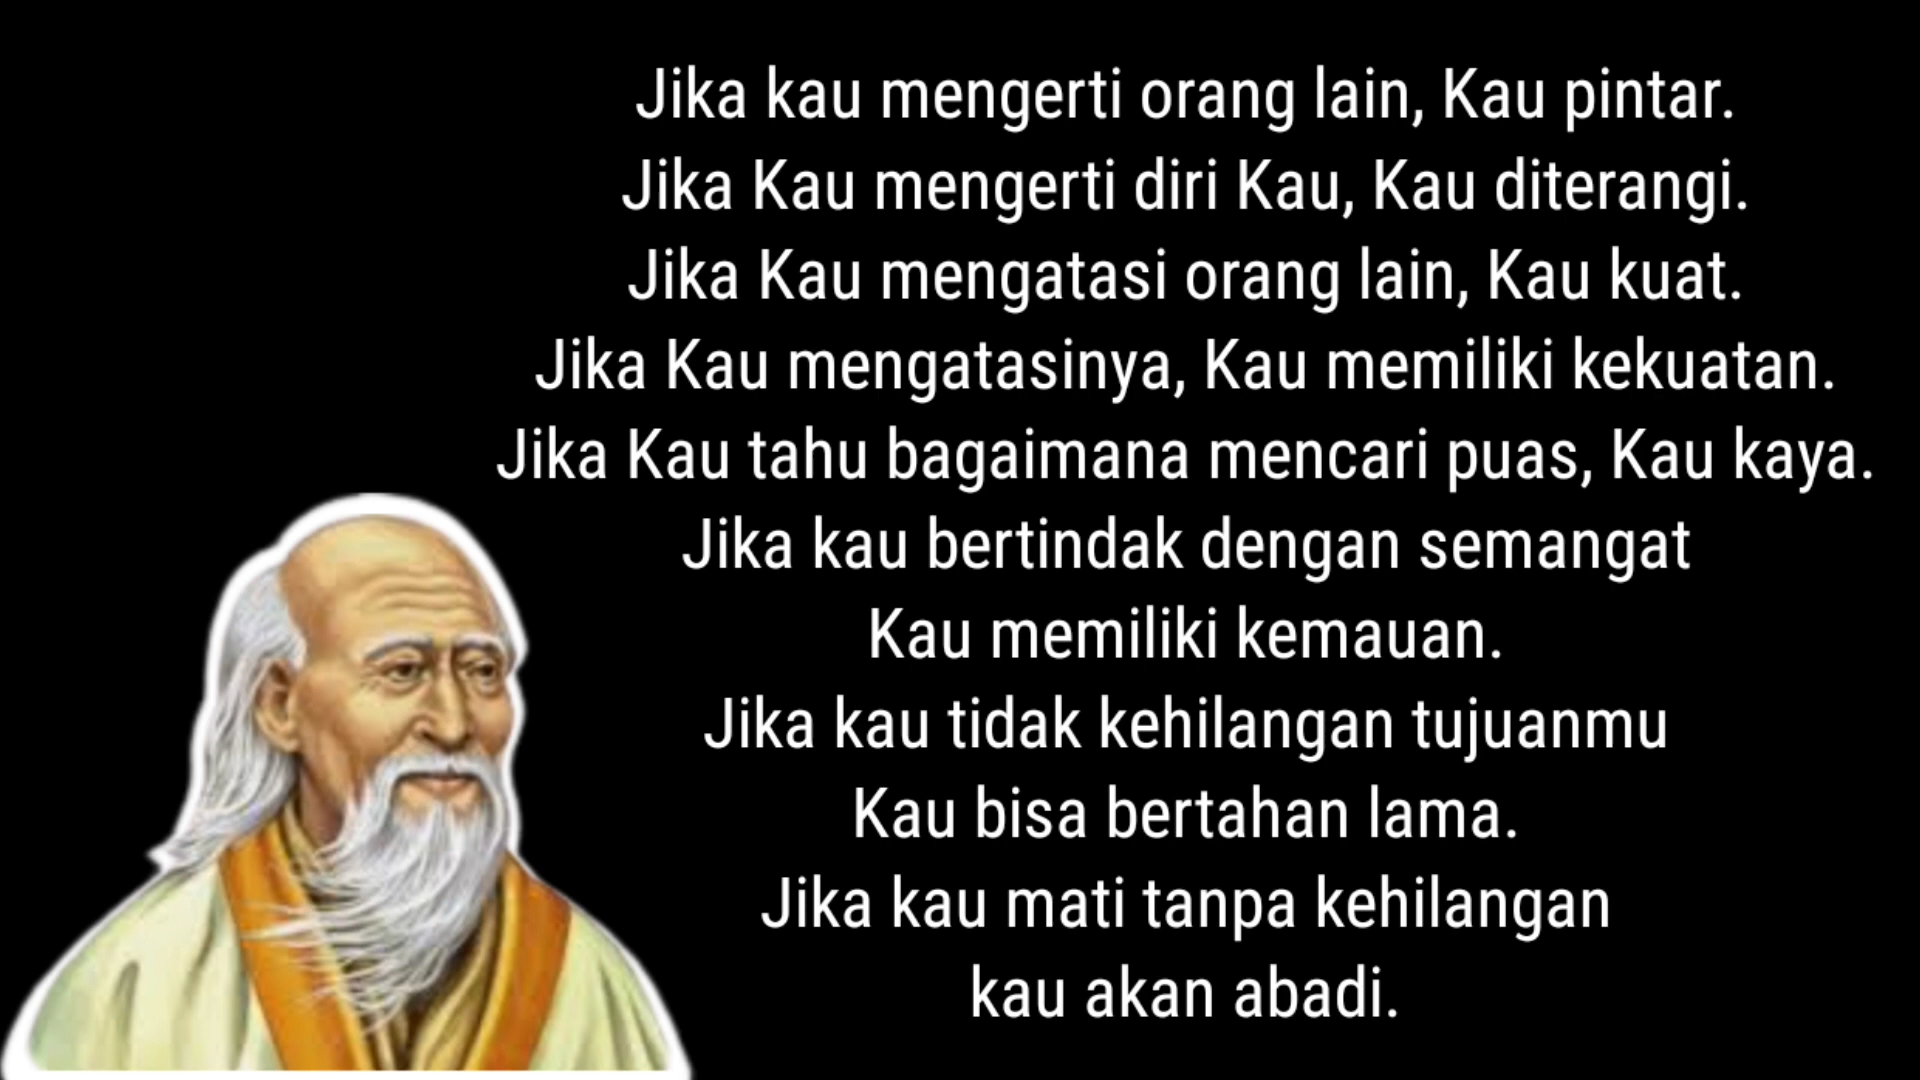 Jika kau mengerti orang lain, Kau pintar.
Jika Kau mengerti diri Kau, Kau diterangi.
Jika Kau mengatasi orang lain, Kau kuat.
Jika Kau mengatasinya, Kau memiliki kekuatan.
Jika Kau tahu bagaimana mencari puas, Kau kaya.
Jika kau bertindak dengan semangat
Kau memiliki kemauan.
Jika kau tidak kehilangan tujuanmu
Kau bisa bertahan lama.
Jika kau mati tanpa kehilangan
kau akan abadi.